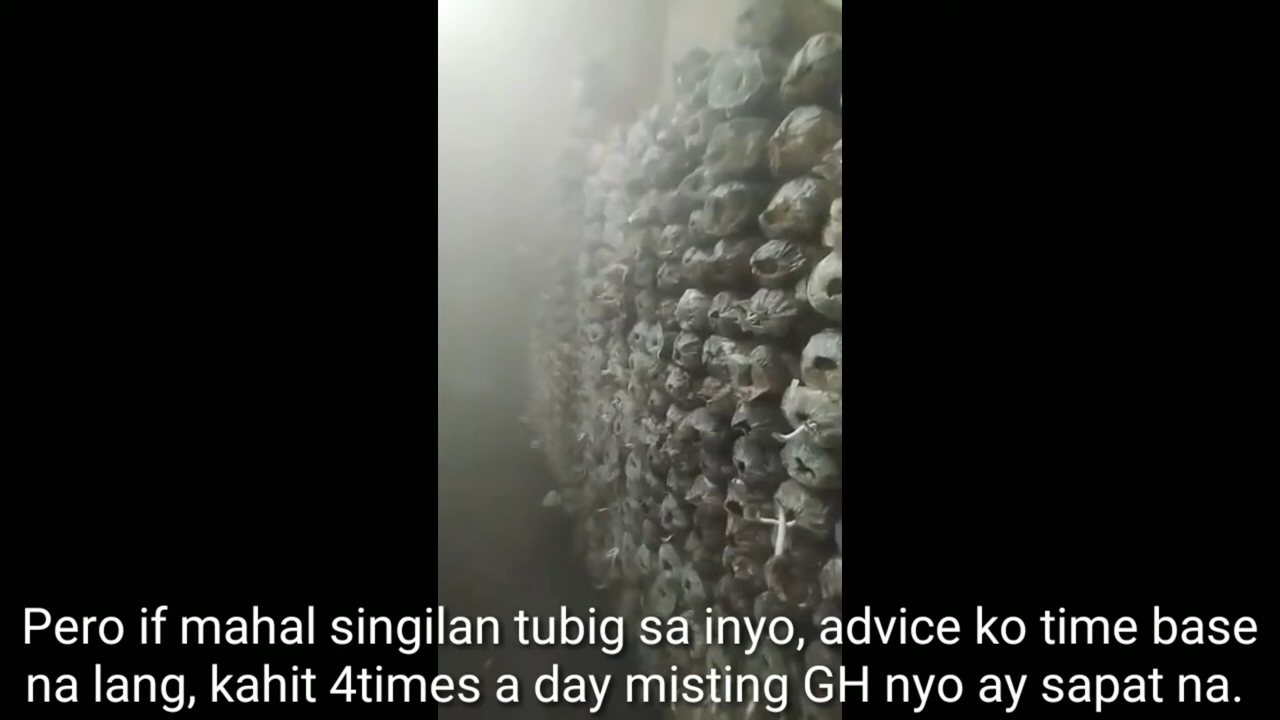 Pero if mahal singilan tubig sa inyo, advice ko time base
na lang, kahit 4times a day misting GH nyo ay sapat na.